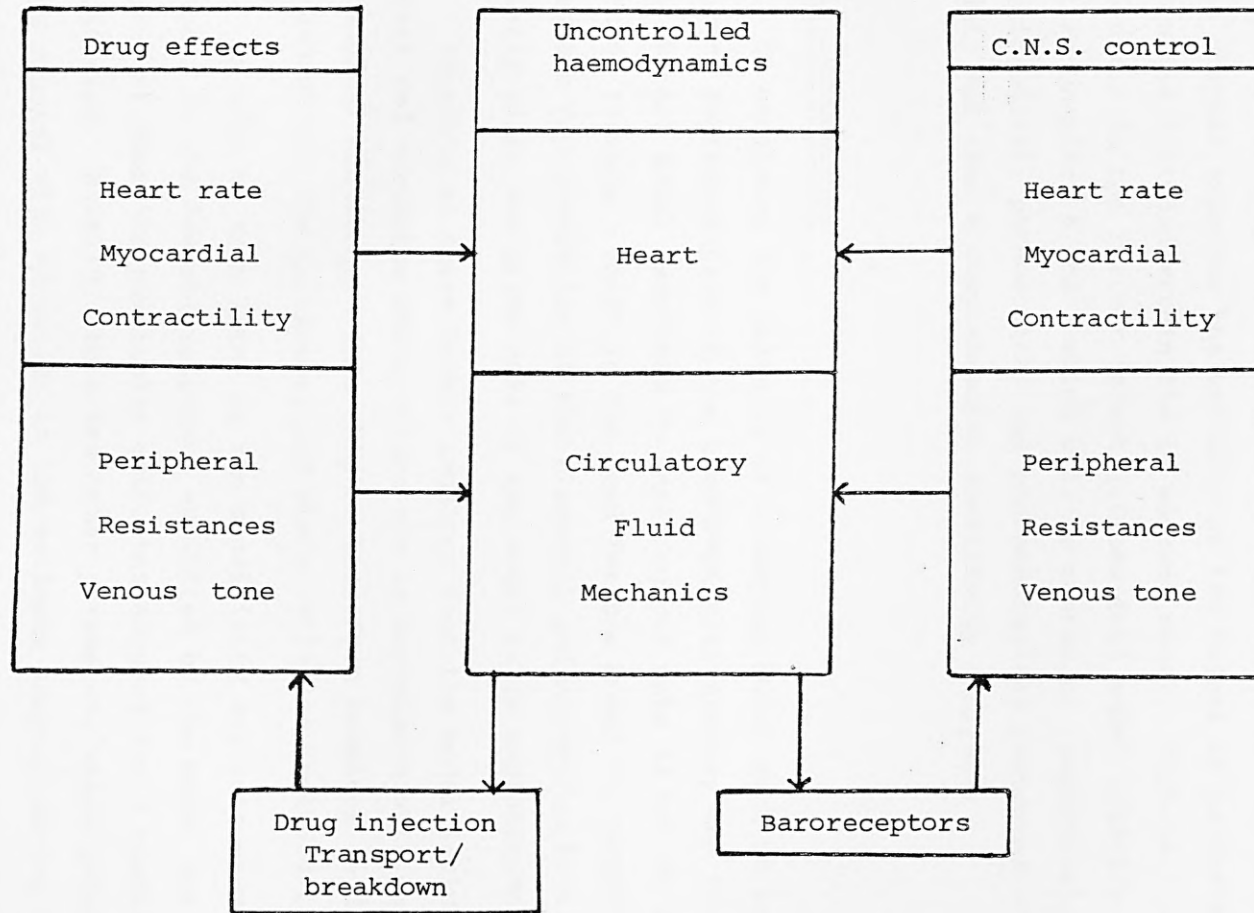 Drug effects
Heart rate
Myocardial
Contractility
Peripheral
Resistances
Venous tone
Uncontrolled
haemodynamics
Heart
Circulatory
Fluid
Mechanics
C.N.S. control
Heart rate
Myocardial
Contractility
Peripheral
Resistances
Venous tone
Drug injection
Transport/
breakdown
Baroreceptors